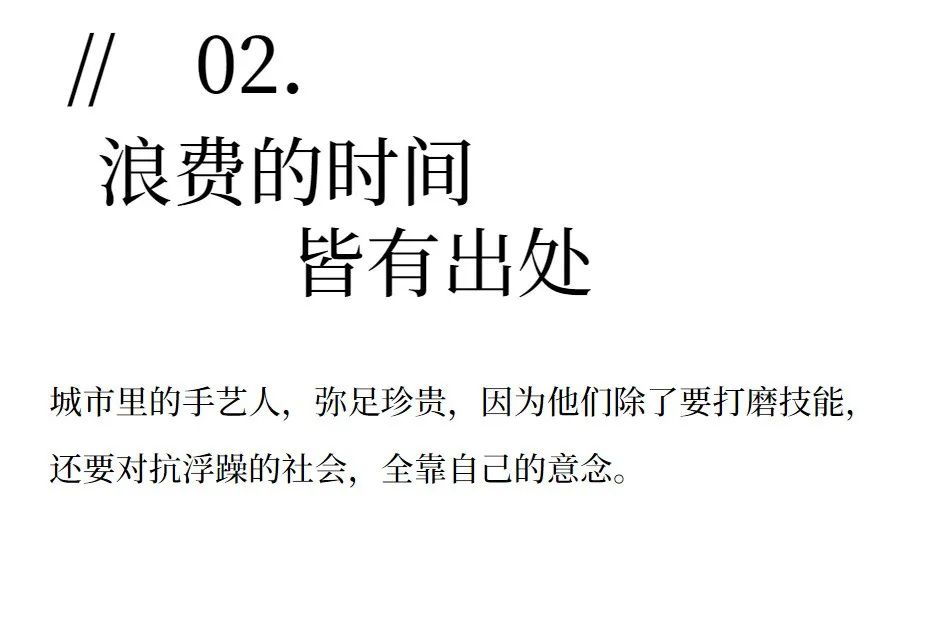 // 02.
浪费的时间
皆有出处
城市里的手艺人，弥足珍贵，因为他们除了要打磨技能，
还要对抗浮躁的社会，全靠自己的意念。